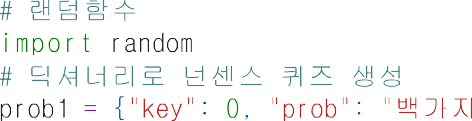 # 랜덤함수
import random
# 딕셔너리로 넌센스 퀴즈 생성
prob1 = {"key": 0, "prob": "백가지